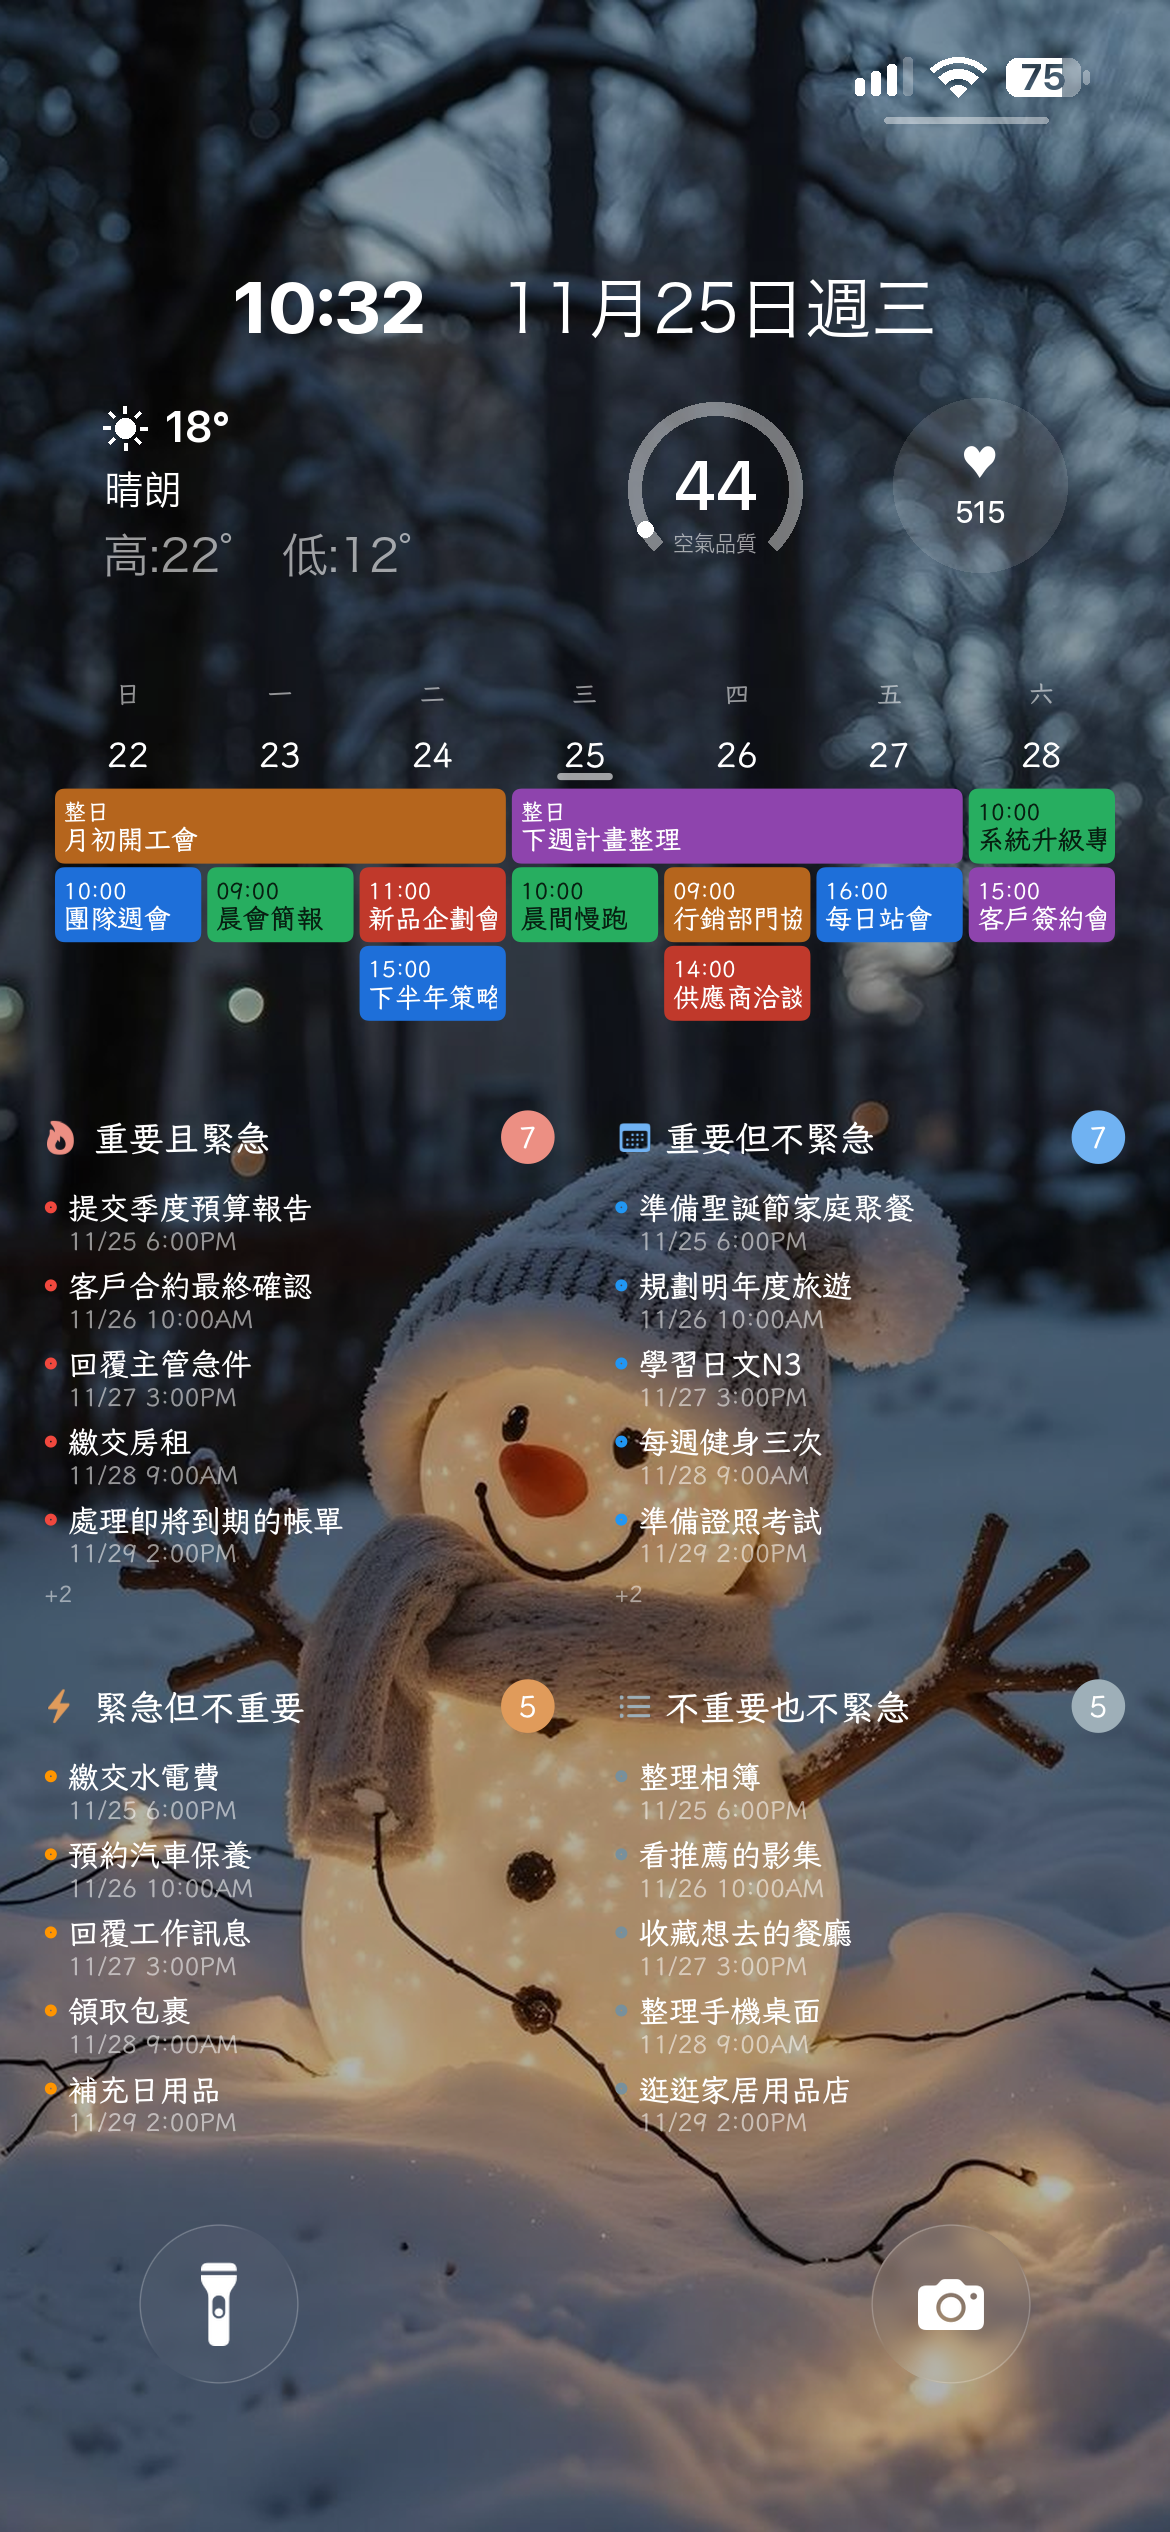 75
10:32 11月25日週三
18°
晴朗
高:22° 低:12°
44
空氣品質
515
日 一 二 三 四 五 六
22 23 24 25 26 27 28
整日
月初開工會
整日
下週計畫整理
10:00
系統升級專
10:00
團隊週會
09:00
晨會簡報
11:00
新品企劃會
10:00
晨間慢跑
09:00
行銷部門協
16:00
每日站會
15:00
客戶簽約會
15:00
下半年策略
14:00
供應商洽談
重要且緊急 7
提交季度預算報告
11/25 6:00PM
客戶合約最終確認
11/26 10:00AM
回覆主管急件
11/27 3:00PM
繳交房租
11/28 9:00AM
處理即將到期的帳單
11/29 2:00PM
+2
重要但不緊急 7
準備聖誕節家庭聚餐
11/25 6:00PM
規劃明年度旅遊
11/26 10:00AM
學習日文N3
11/27 3:00PM
每週健身三次
11/28 9:00AM
準備證照考試
11/29 2:00PM
+2
緊急但不重要 5
繳交水電費
11/25 6:00PM
預約汽車保養
11/26 10:00AM
回覆工作訊息
11/27 3:00PM
領取包裹
11/28 9:00AM
補充日用品
11/29 2:00PM
不重要也不緊急 5
整理相簿
11/25 6:00PM
看推薦的影集
11/26 10:00AM
收藏想去的餐廳
11/27 3:00PM
整理手機桌面
11/28 9:00AM
逛逛家居用品店
11/29 2:00PM